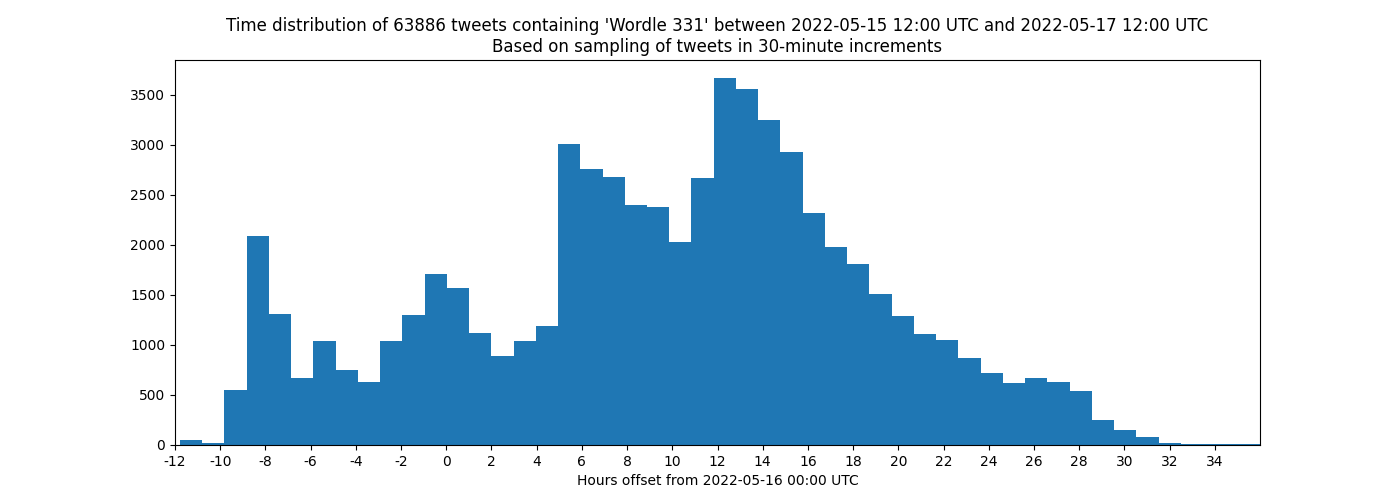 Time distribution of 63886 tweets containing 'Wordle 331' between 2022-05-15 12:00 UTC and 2022-05-17 12:00 UTC
Based on sampling of tweets in 30-minute increments
3500
3000
2500
2000
1500
1000
500
0
-12 -10 -8 -6 -4 -2 0 2 4 6 8 10 12 14 16 18 20 22 24 26 28 30 32 34
Hours offset from 2022-05-16 00:00 UTC